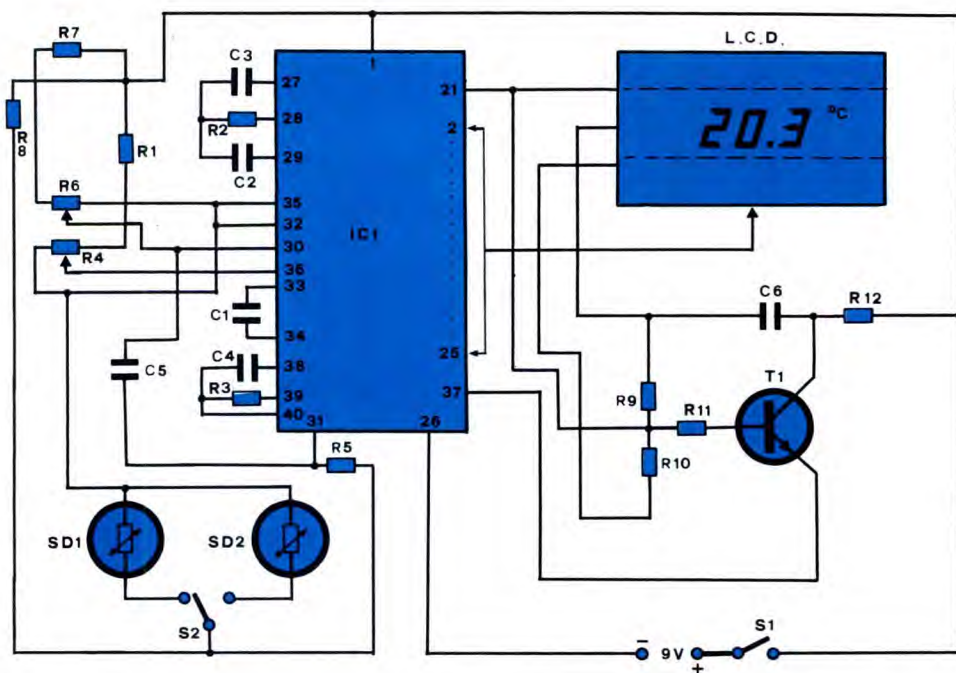 L.C.D.
20.3 °C.
R7
R8
R1
R6
R4
C3
R2
C2
C1
C4
R3
C5
R5
IC1
1
27
28
29
35
32
30
36
33
34
38
39
40
31
26
21
2
25
37
C6
R12
T1
R9
R11
R10
SD1
SD2
S2
S1
− 9V +